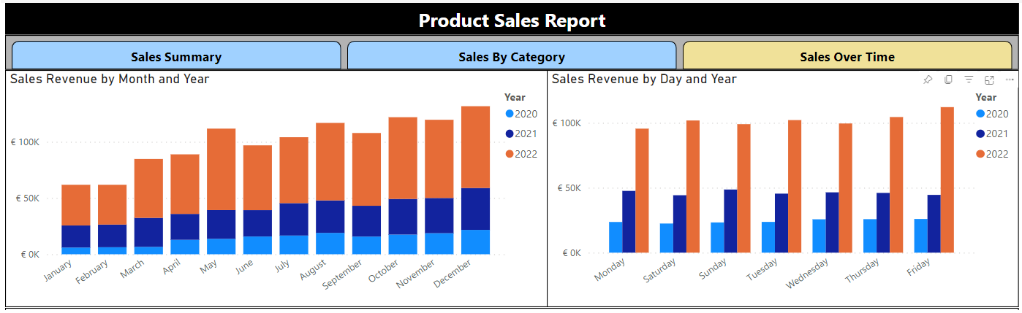 Product Sales Report
Sales Summary
Sales By Category
Sales Over Time
Sales Revenue by Month and Year
Year
2020
2021
2022
€ 100K
€ 50K
€ 0K
January
February
March
April
May
June
July
August
September
October
November
December
Sales Revenue by Day and Year
Year
2020
2021
2022
€ 100K
€ 50K
€ 0K
Monday
Saturday
Sunday
Tuesday
Wednesday
Thursday
Friday